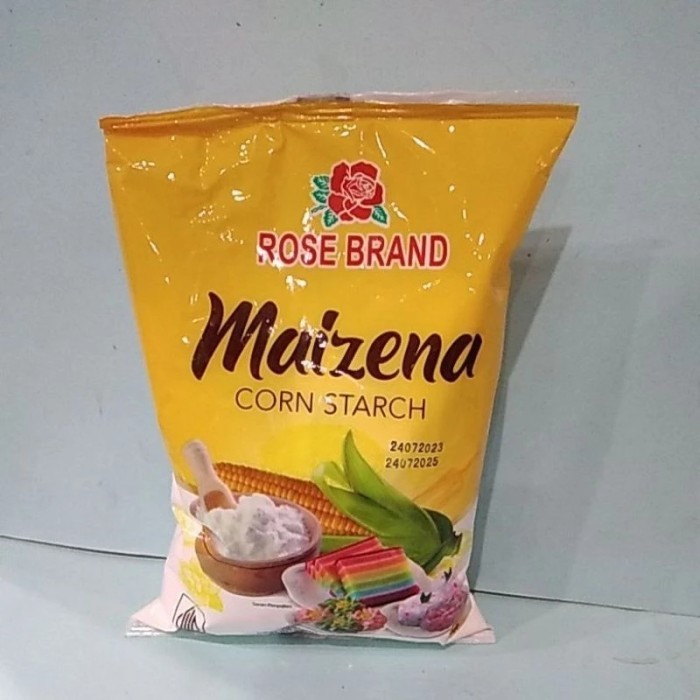 ROSE BRAND
Maizena
CORN STARCH
24072023
24072025